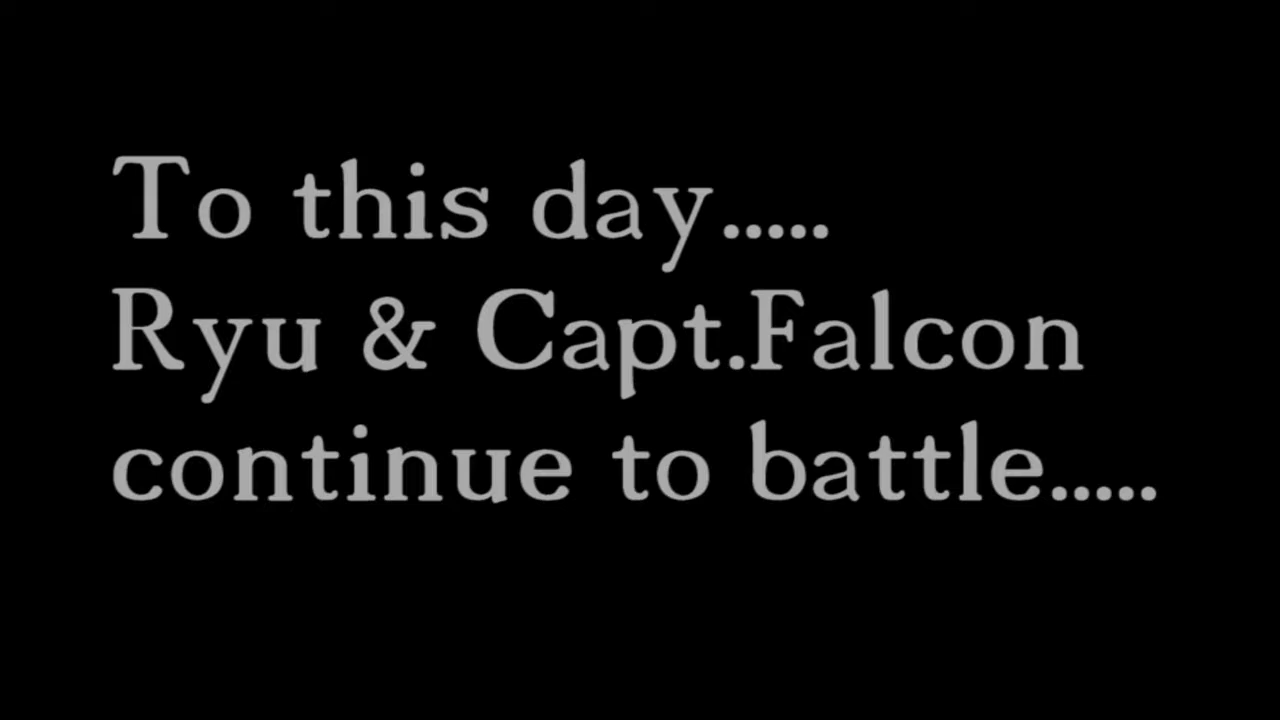 To this day.....
Ryu & Capt.Falcon
continue to battle.....